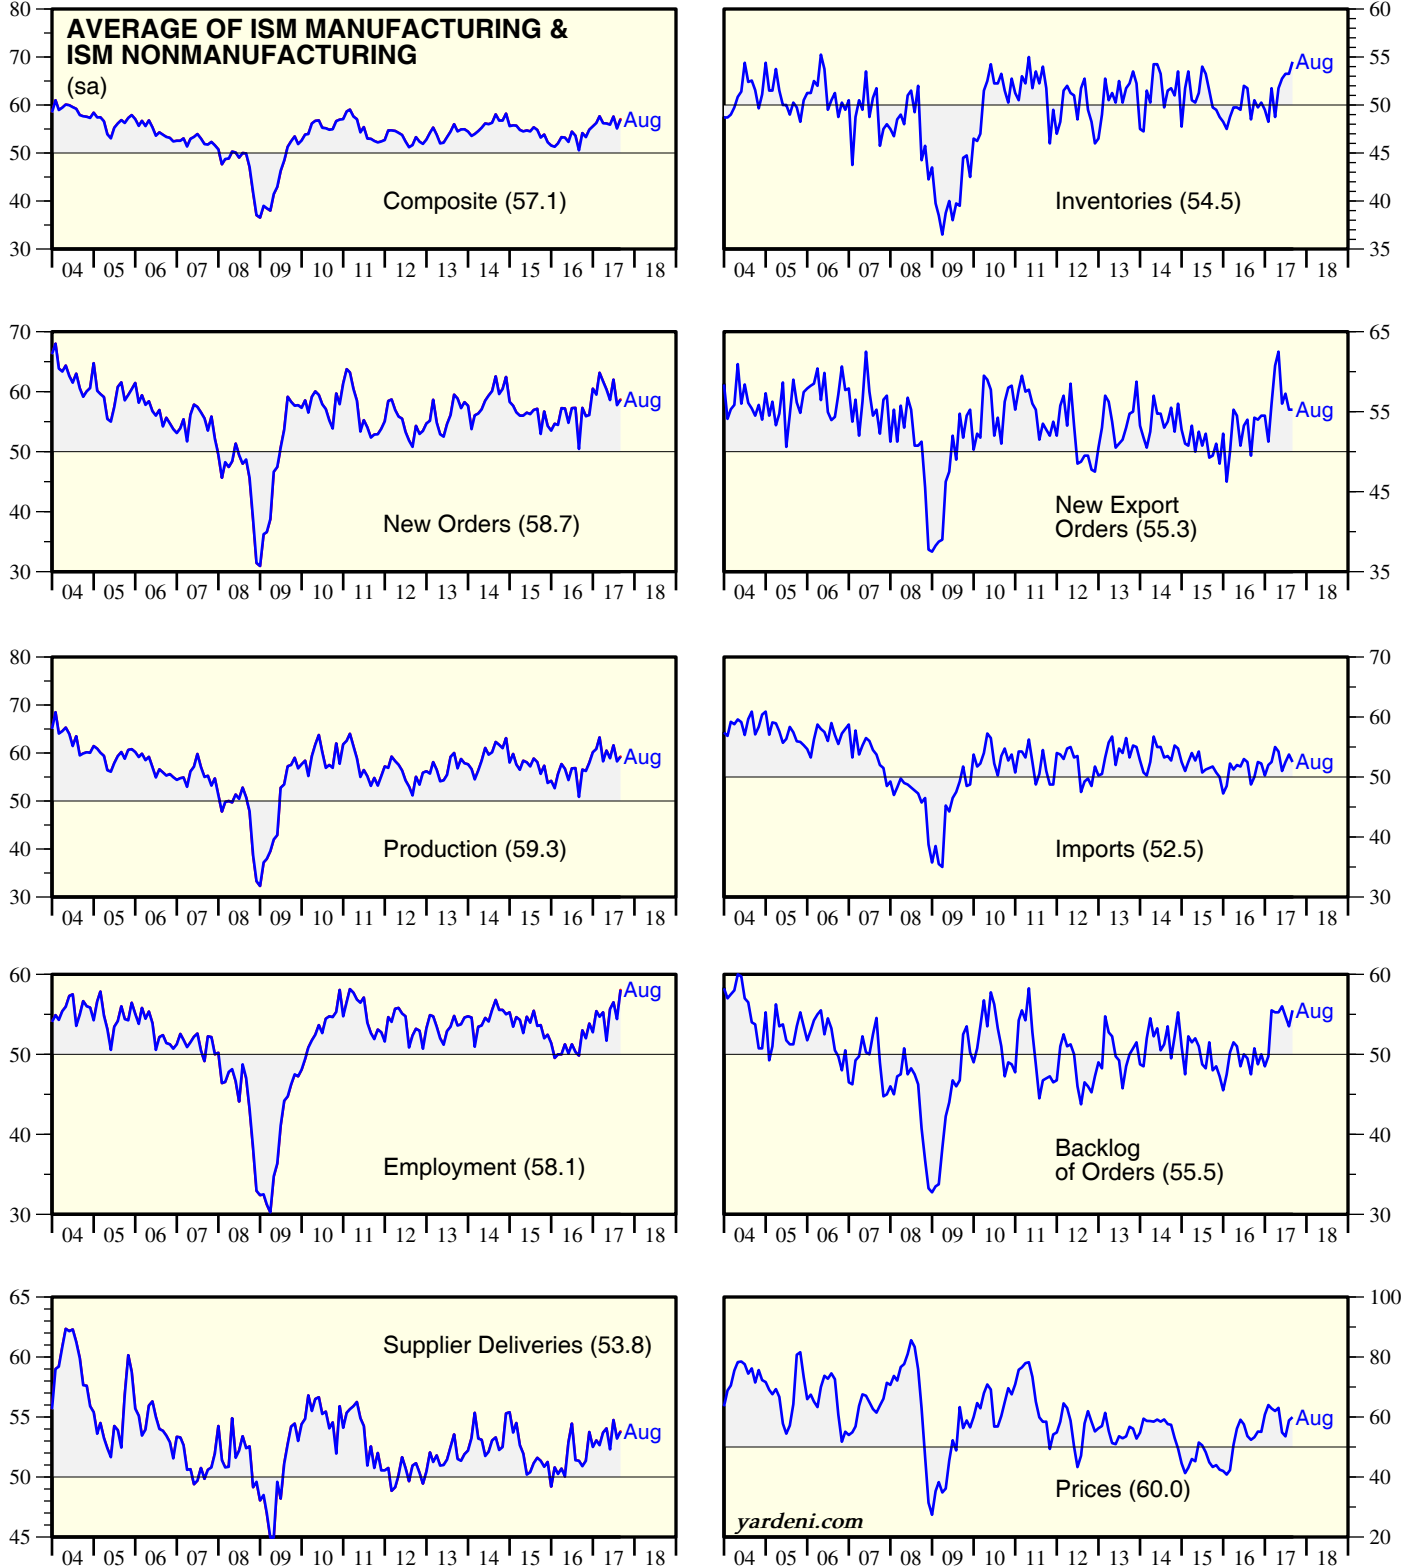 AVERAGE OF ISM MANUFACTURING &
ISM NONMANUFACTURING
(sa)
80
70
60
50
40
30
Aug
Composite (57.1)
04 05 06 07 08 09 10 11 12 13 14 15 16 17 18
60
55
50
45
40
35
Aug
Inventories (54.5)
04 05 06 07 08 09 10 11 12 13 14 15 16 17 18
70
60
50
40
30
Aug
New Orders (58.7)
04 05 06 07 08 09 10 11 12 13 14 15 16 17 18
65
55
45
35
Aug
New Export
Orders (55.3)
04 05 06 07 08 09 10 11 12 13 14 15 16 17 18
80
70
60
50
40
30
Aug
Production (59.3)
04 05 06 07 08 09 10 11 12 13 14 15 16 17 18
70
60
50
40
30
Aug
Imports (52.5)
04 05 06 07 08 09 10 11 12 13 14 15 16 17 18
60
50
40
30
Aug
Employment (58.1)
04 05 06 07 08 09 10 11 12 13 14 15 16 17 18
60
50
40
30
Aug
Backlog
of Orders (55.5)
04 05 06 07 08 09 10 11 12 13 14 15 16 17 18
65
60
55
50
45
Supplier Deliveries (53.8)
Aug
04 05 06 07 08 09 10 11 12 13 14 15 16 17 18
100
80
60
40
20
Aug
Prices (60.0)
yardeni.com
04 05 06 07 08 09 10 11 12 13 14 15 16 17 18